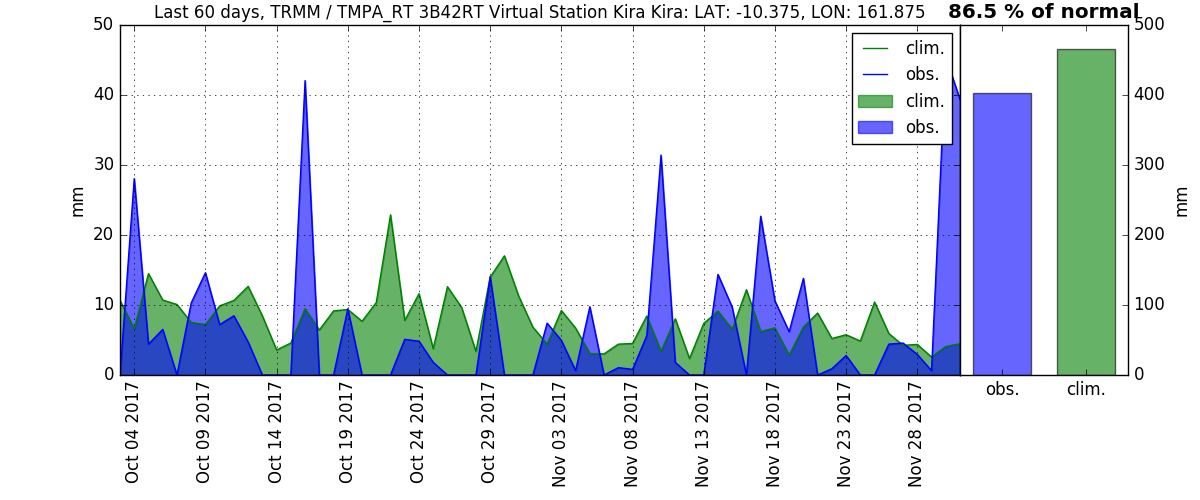 Last 60 days, TRMM / TMPA_RT 3B42RT Virtual Station Kira Kira: LAT: -10.375, LON: 161.875
86.5 % of normal
50
40
30
20
10
0
mm
clim.
obs.
clim.
obs.
500
400
300
200
100
0
mm
Oct 04 2017
Oct 09 2017
Oct 14 2017
Oct 19 2017
Oct 24 2017
Oct 29 2017
Nov 03 2017
Nov 08 2017
Nov 13 2017
Nov 18 2017
Nov 23 2017
Nov 28 2017
obs.
clim.